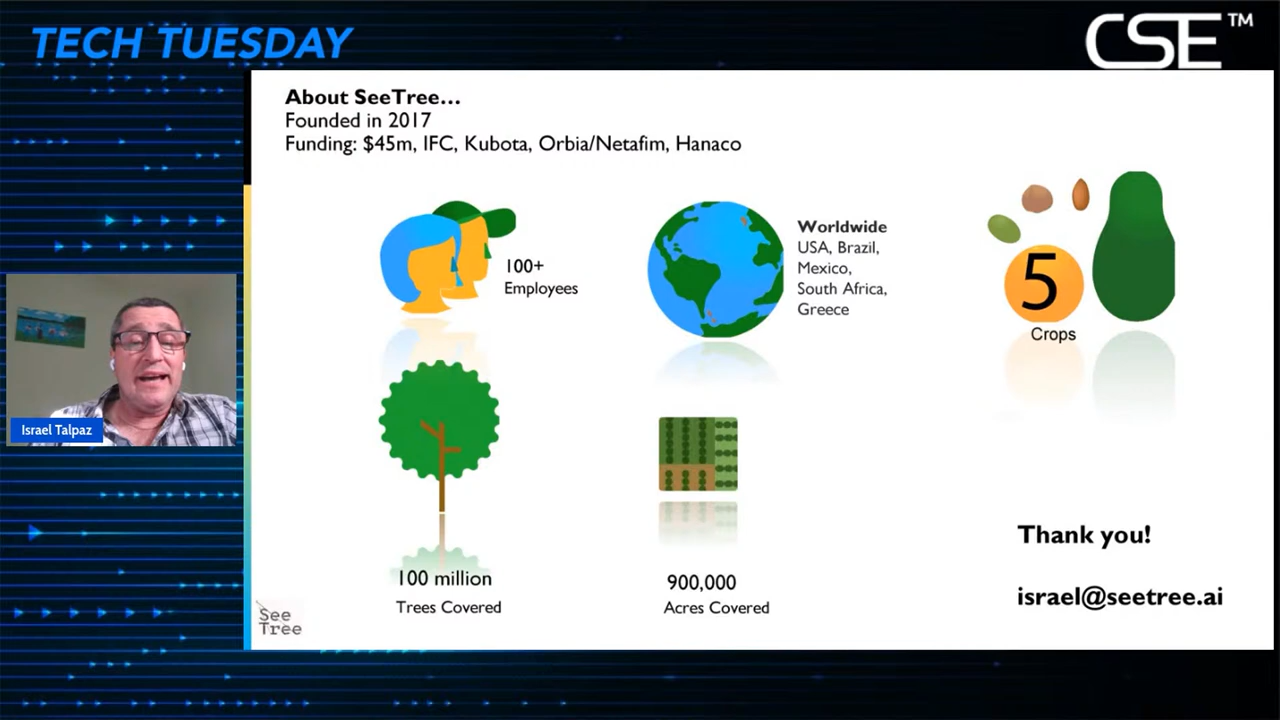 TECH TUESDAY
CSE™
About SeeTree...
Founded in 2017
Funding: $45m, IFC, Kubota, Orbia/Netafim, Hanaco
100+
Employees
Worldwide
USA, Brazil,
Mexico,
South Africa,
Greece
5
Crops
Israel Talpaz
100 million
Trees Covered
900,000
Acres Covered
Thank you!
israel@seetree.ai
See
Tree